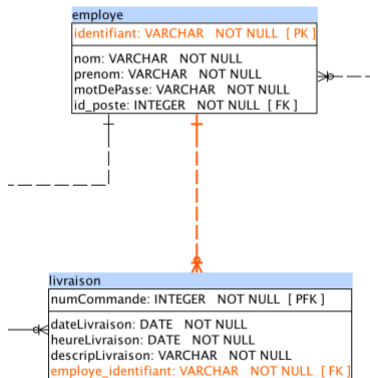 employe
identifiant: VARCHAR NOT NULL [ PK ]
nom: VARCHAR NOT NULL
prenom: VARCHAR NOT NULL
motDePasse: VARCHAR NOT NULL
id_poste: INTEGER NOT NULL [ FK ]
livraison
numCommande: INTEGER NOT NULL [ PFK ]
dateLivraison: DATE NOT NULL
heureLivraison: DATE NOT NULL
descripLivraison: VARCHAR NOT NULL
employe_identifiant: VARCHAR NOT NULL [ FK ]